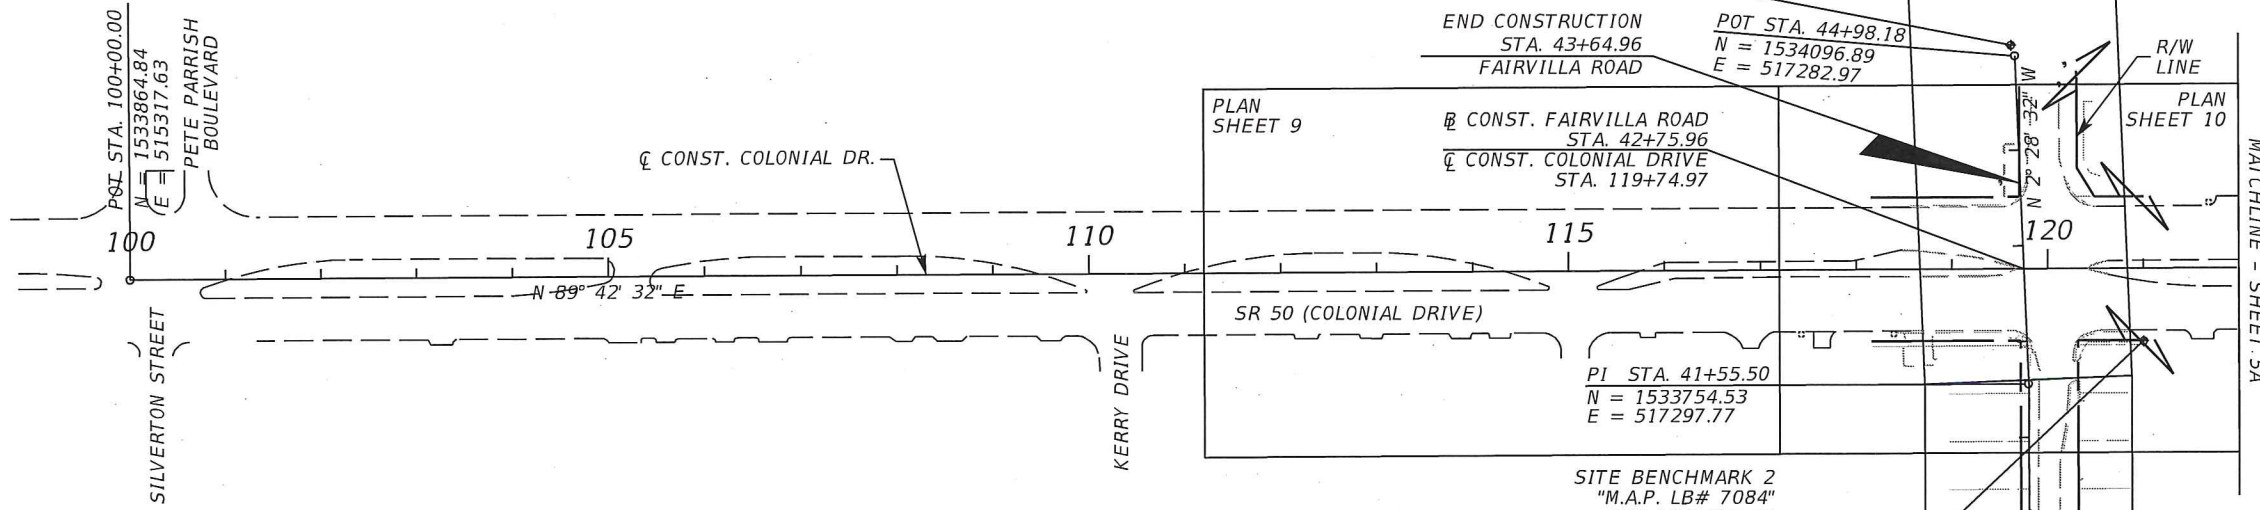 POT STA. 100+00.00
N = 1533864.84
E = 515317.63
PETE PARRISH
BOULEVARD
℄ CONST. COLONIAL DR.
END CONSTRUCTION
STA. 43+64.96
FAIRVILLA ROAD
POT STA. 44+98.18
N = 1534096.89
E = 517282.97
R/W
LINE
PLAN
SHEET 9
PLAN
SHEET 10
B CONST. FAIRVILLA ROAD
STA. 42+75.96
℄ CONST. COLONIAL DRIVE
STA. 119+74.97
N 2° 28' 32" W
MATCHLINE - SHEET 5A
100
105
110
115
120
N 89° 42' 32" E
SR 50 (COLONIAL DRIVE)
SILVERTON STREET
KERRY DRIVE
PI STA. 41+55.50
N = 1533754.53
E = 517297.77
SITE BENCHMARK 2
"M.A.P. LB# 7084"